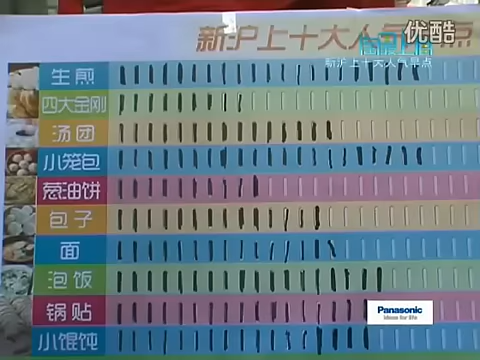 优酷
新沪上十大人气早点
新沪上十大人气早点
生煎
四大金刚
汤团
小笼包
葱油饼
包子
面
泡饭
锅贴
小馄饨
Panasonic
ideas for life